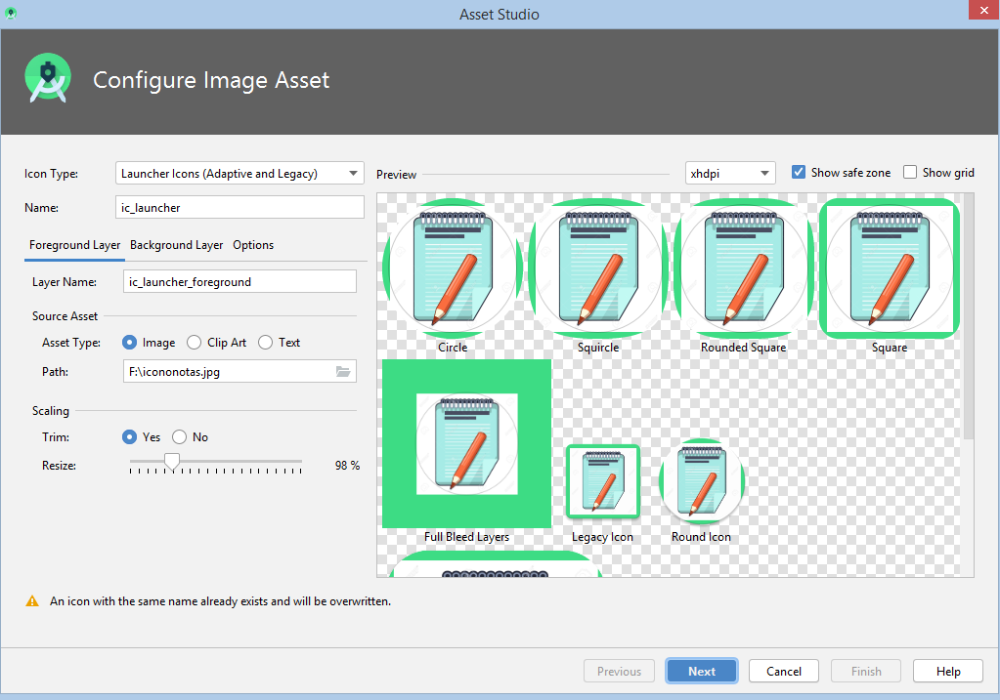 Asset Studio
Configure Image Asset
Icon Type:
Launcher Icons (Adaptive and Legacy)
Name:
ic_launcher
Foreground Layer
Background Layer
Options
Layer Name:
ic_launcher_foreground
Source Asset
Asset Type:
Image
Clip Art
Text
Path:
F:\icononotas.jpg
Scaling
Trim:
Yes
No
Resize:
98 %
Preview
xhdpi
Show safe zone
Show grid
Circle
Squircle
Rounded Square
Square
Full Bleed Layers
Legacy Icon
Round Icon
An icon with the same name already exists and will be overwritten.
Previous
Next
Cancel
Finish
Help